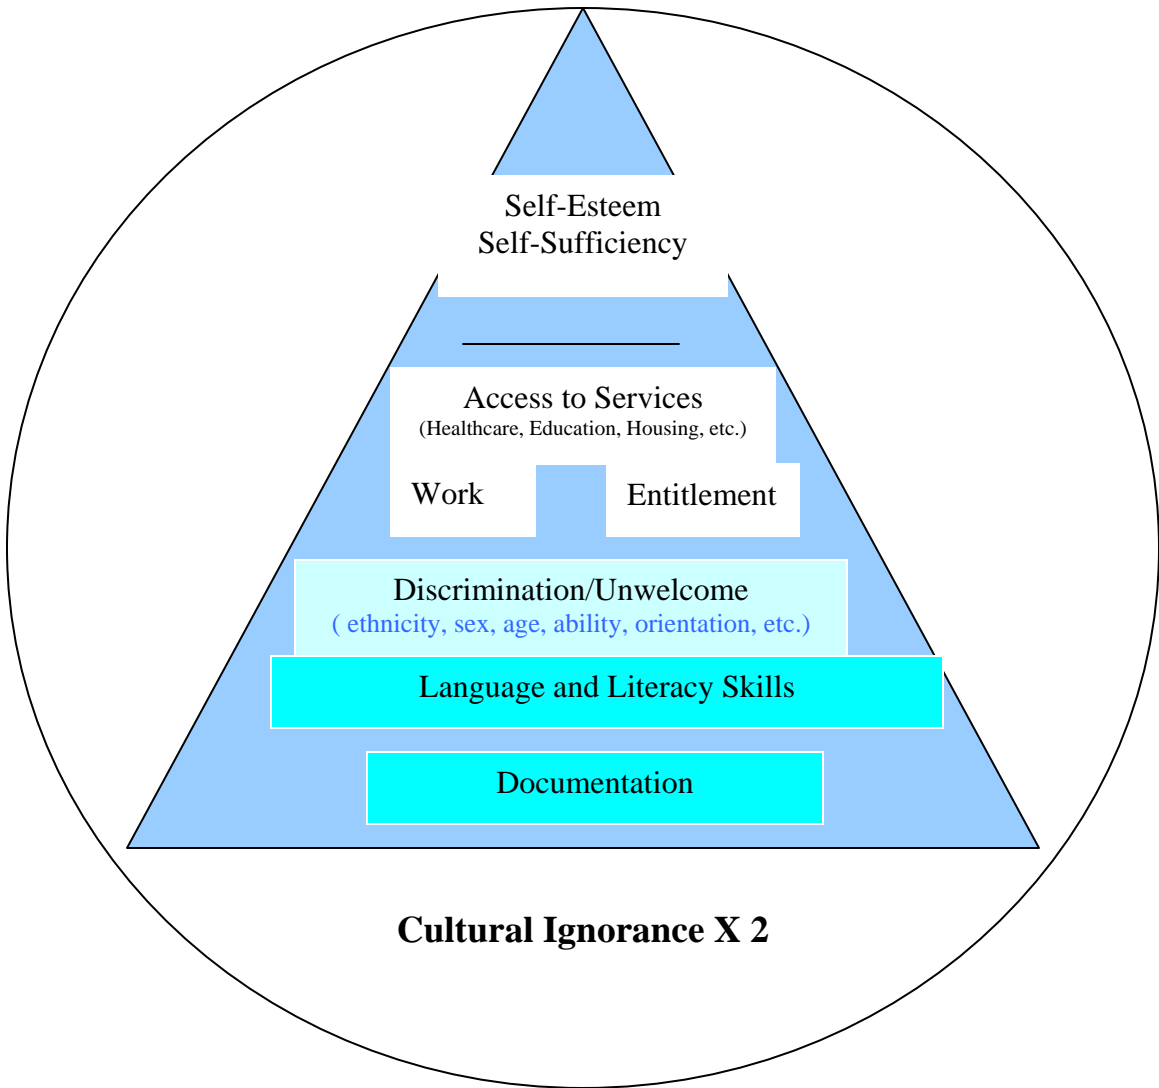 Self-Esteem
Self-Sufficiency
Access to Services
(Healthcare, Education, Housing, etc.)
Work
Entitlement
Discrimination/Unwelcome
( ethnicity, sex, age, ability, orientation, etc.)
Language and Literacy Skills
Documentation
Cultural Ignorance X 2